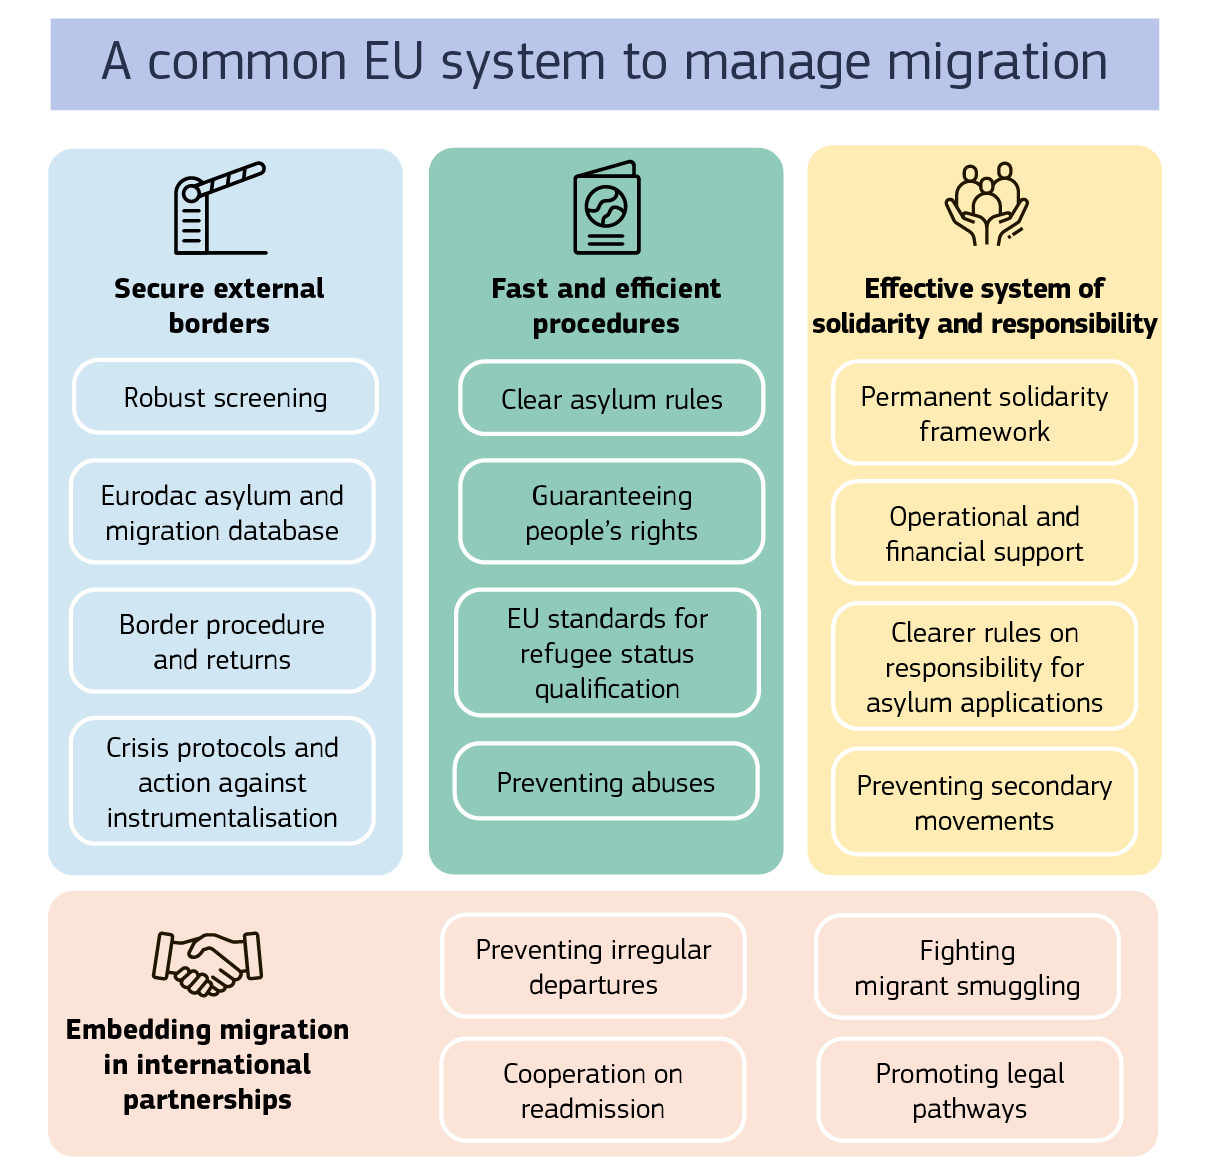 A common EU system to manage migration
Secure external
borders
Robust screening
Eurodac asylum and
migration database
Border procedure
and returns
Crisis protocols and
action against
instrumentalisation
Fast and efficient
procedures
Clear asylum rules
Guaranteeing
people’s rights
EU standards for
refugee status
qualification
Preventing abuses
Effective system of
solidarity and responsibility
Permanent solidarity
framework
Operational and
financial support
Clearer rules on
responsibility for
asylum applications
Preventing secondary
movements
Embedding migration
in international
partnerships
Preventing irregular
departures
Fighting
migrant smuggling
Cooperation on
readmission
Promoting legal
pathways